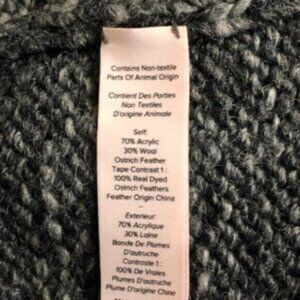 Contains Non-textile
Parts Of Animal Origin
Contient Des Parties
Non Textiles
D'origine Animale
Self:
70% Acrylic
30% Wool
Ostrich Feather
Tape Contrast 1 :
100% Real Dyed
Ostrich Feathers
Feather Origin China
--
Exterieur:
70% Acrylique
30% Laine
Bande De Plumes
D'autruche
Contraste 1 :
100% De Vraies
Plumes D'autruche
Plume D'origine Chine